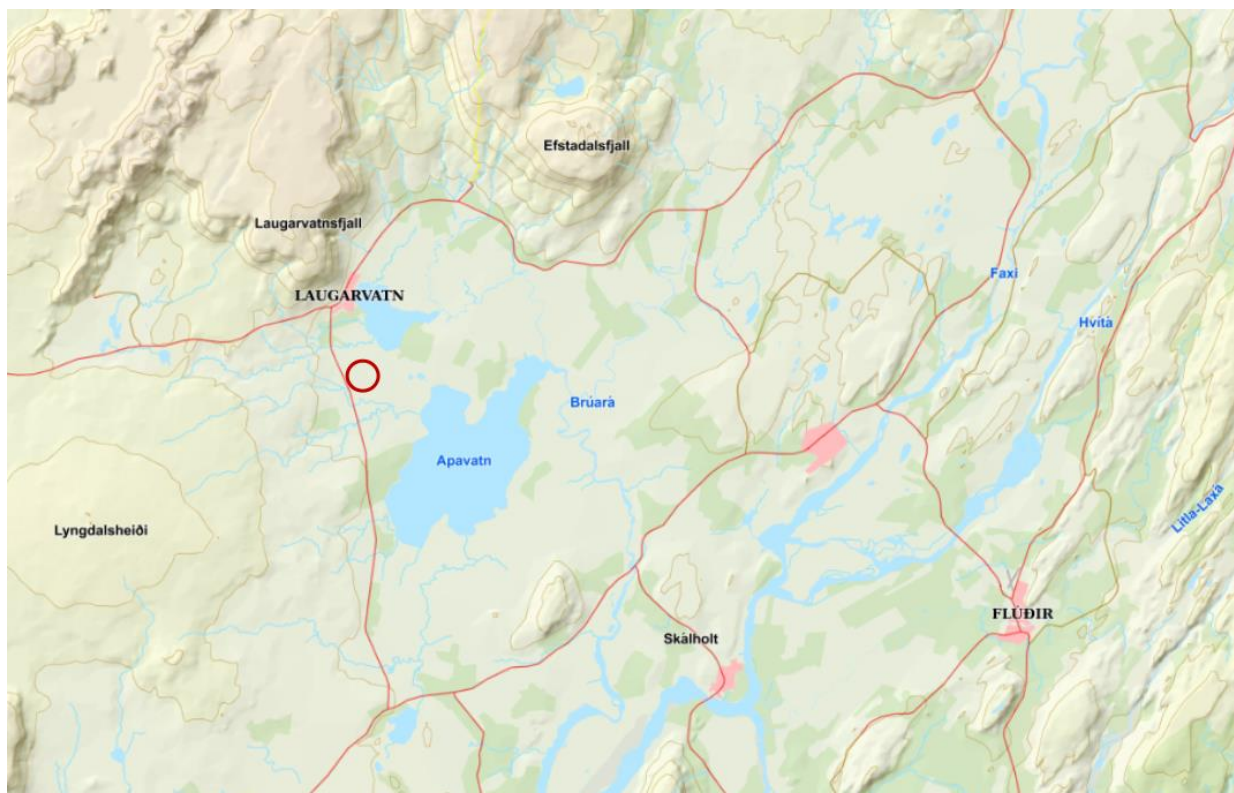 Efstadalsfjall
Laugarvatnsfjall
Faxi
LAUGARVATN
Hvítá
Brúará
Apavatn
Litla-Laxá
Lyngdalsheiði
FLÚÐIR
Skálholt